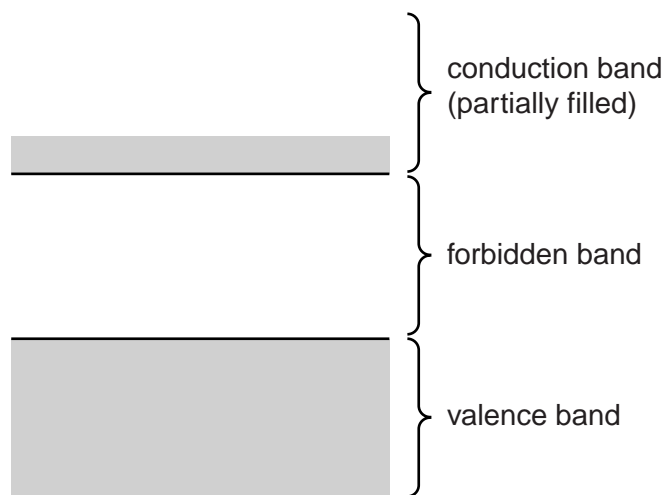 conduction band
(partially filled)
forbidden band
valence band